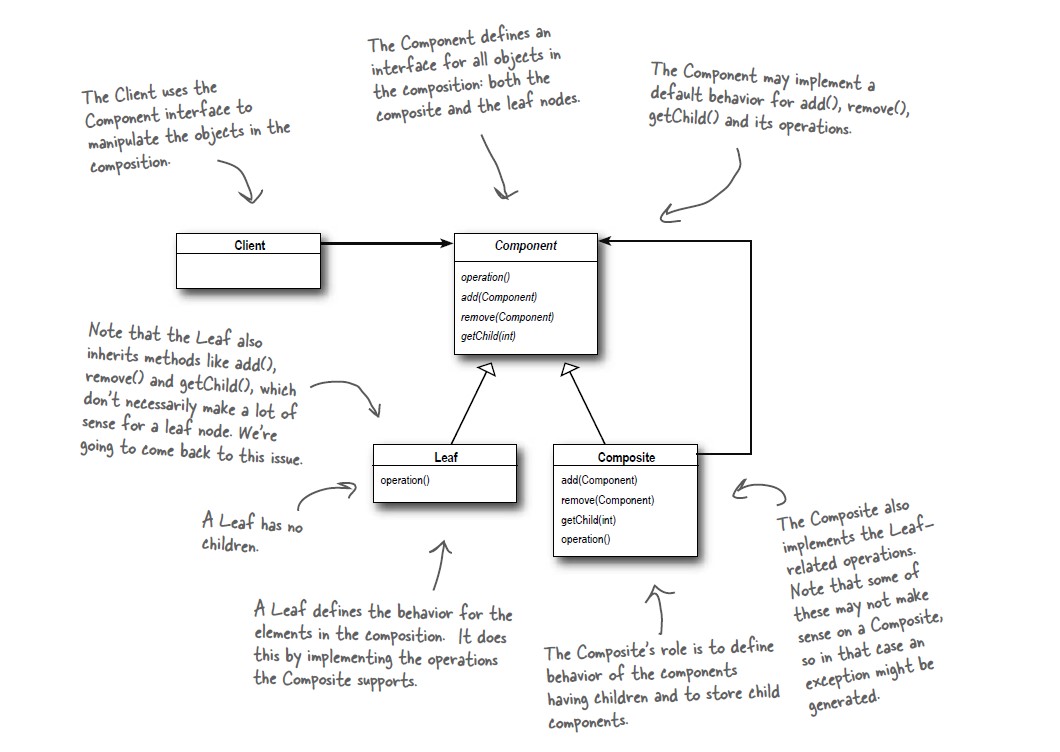 The Component defines an
interface for all objects in
the composition: both the
composite and the leaf nodes.
The Component may implement a
default behavior for add(), remove(),
getChild() and its operations.
The Client uses the
Component interface to
manipulate the objects in the
composition.
Client
Component
operation()
add(Component)
remove(Component)
getChild(int)
Note that the Leaf also
inherits methods like add(),
remove() and getChild(), which
don't necessarily make a lot of
sense for a leaf node. We're
going to come back to this issue.
Leaf
operation()
Composite
add(Component)
remove(Component)
getChild(int)
operation()
A Leaf has no
children.
The Composite also
implements the Leaf-
related operations.
Note that some of
these may not make
sense on a Composite,
so in that case an
exception might be
generated.
A Leaf defines the behavior for the
elements in the composition. It does
this by implementing the operations
the Composite supports.
The Composite's role is to define
behavior of the components
having children and to store child
components.